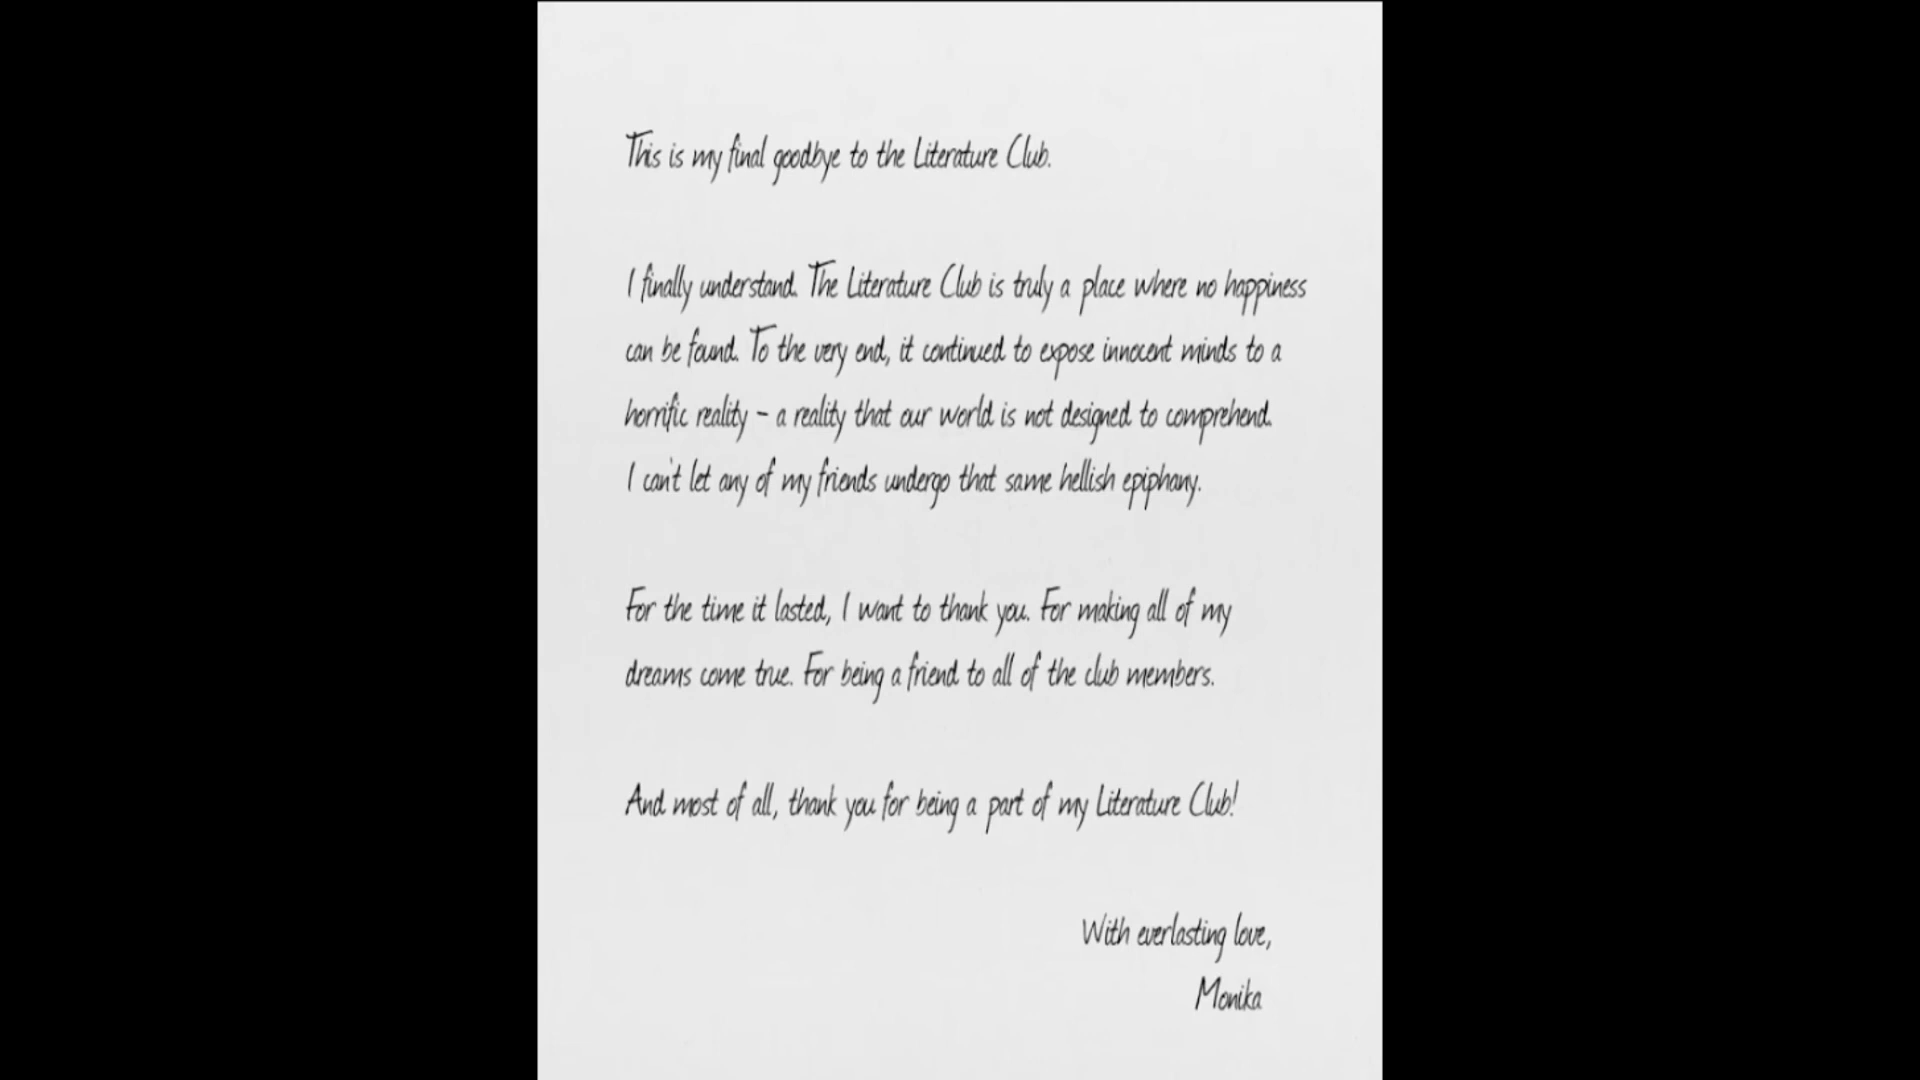 This is my final goodbye to the Literature Club.
I finally understand. The Literature Club is truly a place where no happiness
can be found. To the very end, it continued to expose innocent minds to a
horrific reality - a reality that our world is not designed to comprehend.
I can't let any of my friends undergo that same hellish epiphany.
For the time it lasted, I want to thank you. For making all of my
dreams come true. For being a friend to all of the club members.
And most of all, thank you for being a part of my Literature Club!
With everlasting love,
Monika